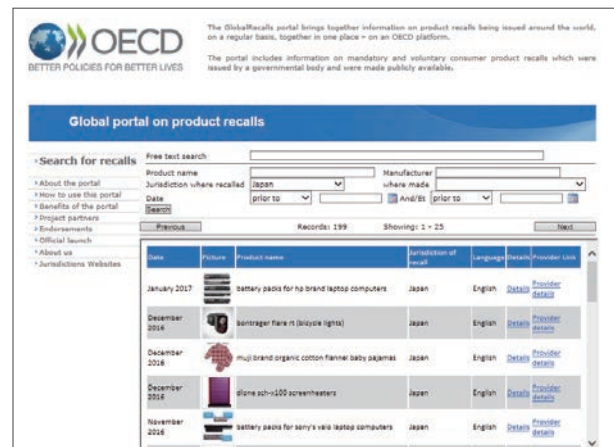 OECD
BETTER POLICIES FOR BETTER LIVES
The GlobalRecalls portal brings together information on product recalls being issued around the world,
on a regular basis, together in one place – on an OECD platform.
The portal includes information on mandatory and voluntary consumer product recalls which were
issued by a governmental body and were made publicly available.
Global portal on product recalls
Search for recalls
About the portal
How to use this portal
Benefits of the portal
Project partners
Endorsements
Official launch
About us
Jurisdictions Websites
Free text search
Product name
Manufacturer
Jurisdiction where recalled Japan
where made
Date prior to And/Et prior to
Search
Previous Records: 199 Showing: 1 - 25 Next
Date Picture Product name Jurisdiction of recall Language Details Provider Link
January 2017 battery packs for hp brand laptop computers Japan English Details Provider details
December 2016 bontrager flare rt (bicycle lights) Japan English Details Provider details
December 2016 muji brand organic cotton flannel baby pajamas Japan English Details Provider details
December 2016 dione sch-x100 screenheaters Japan English Details Provider details
November 2016 battery packs for sony's vaio laptop computers Japan English Details Provider details